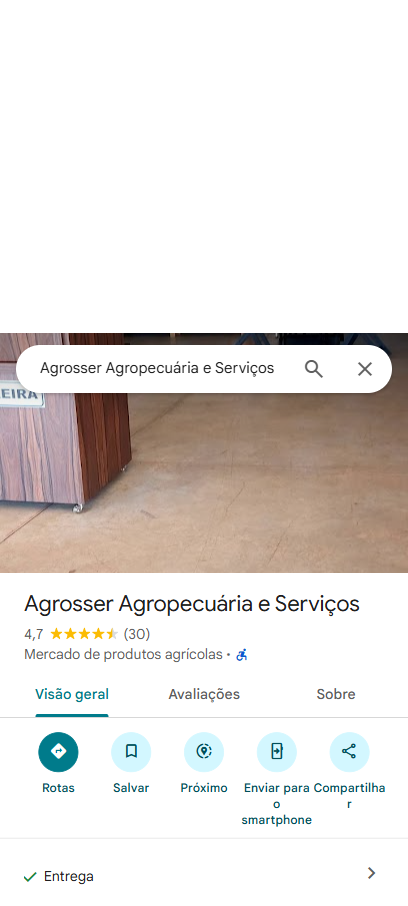 Agrosser Agropecuária e Serviços
EIRA
Agrosser Agropecuária e Serviços
4,7 (30)
Mercado de produtos agrícolas •
Visão geral Avaliações Sobre
Rotas Salvar Próximo Enviar para o smartphone Compartilhar
Entrega